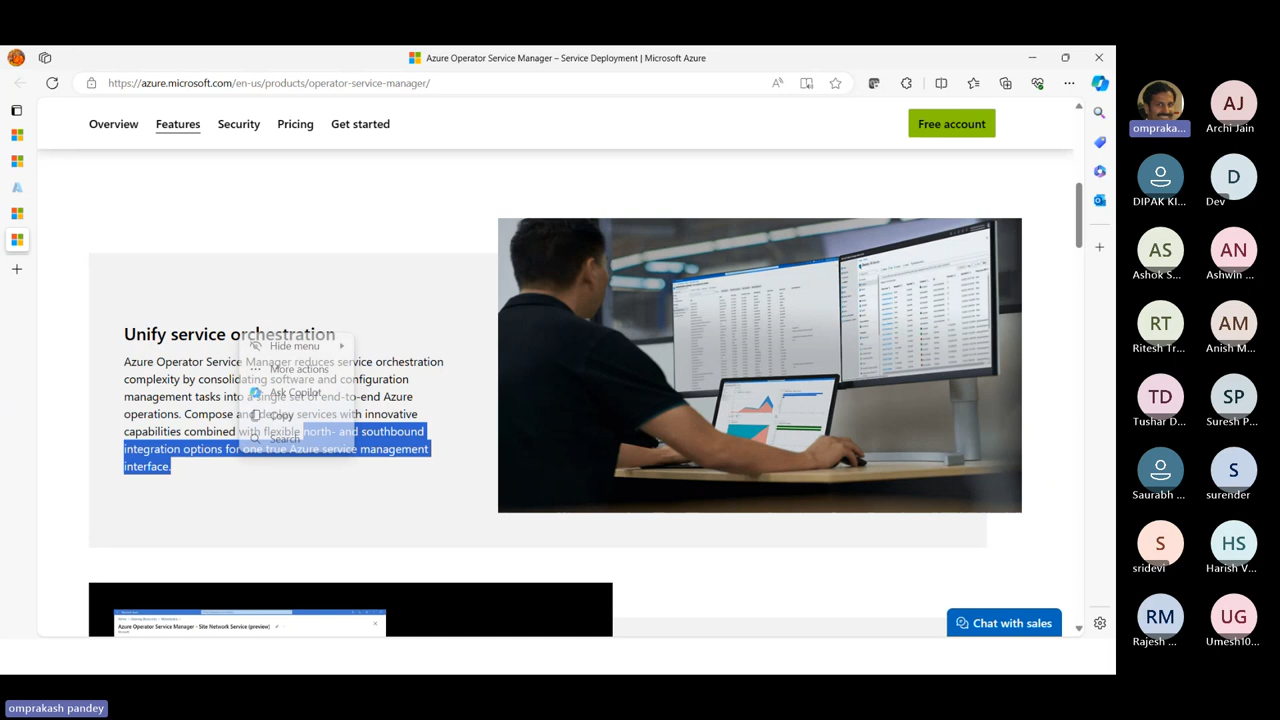 Azure Operator Service Manager – Service Deployment | Microsoft Azure
https://azure.microsoft.com/en-us/products/operator-service-manager/
Overview Features Security Pricing Get started
Free account
Unify service orchestration
Azure Operator Service Manager reduces service orchestration
complexity by consolidating software and configuration
management tasks into a single set of end-to-end Azure
operations. Compose and deploy services with innovative
capabilities combined with flexible north- and southbound
integration options for one true Azure service management
interface.
Hide menu
More actions
Ask Copilot
Copy
Search
Azure Operator Service Manager - Site Network Service (preview)
Chat with sales
ompraka...
AJ
Archi Jain
DIPAK KI...
D
Dev
AS
Ashok S...
AN
Ashwin ...
RT
Ritesh Tr...
AM
Anish M...
TD
Tushar D...
SP
Suresh P...
Saurabh ...
S
surender
S
sridevi
HS
Harish V...
RM
Rajesh ...
UG
Umesh10...
omprakash pandey